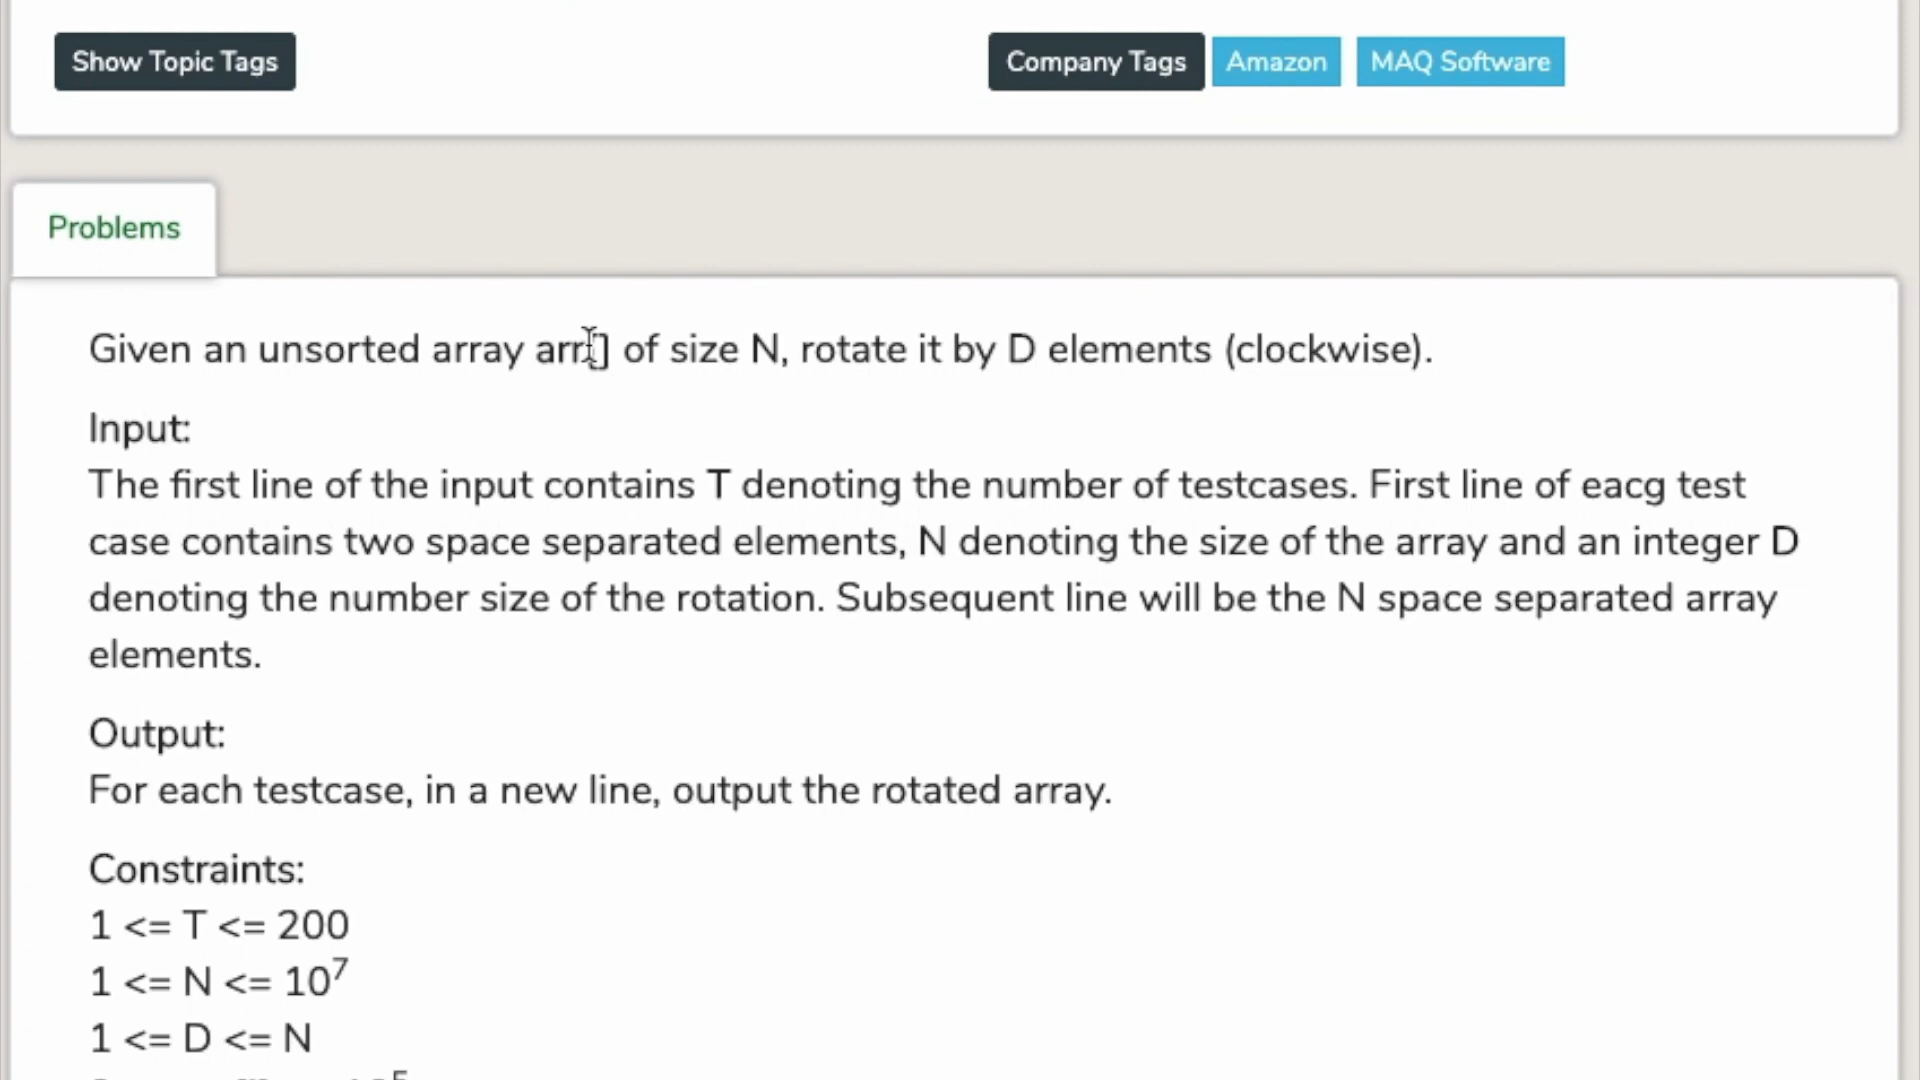 Show Topic Tags Company Tags Amazon MAQ Software
Problems
Given an unsorted array arr[] of size N, rotate it by D elements (clockwise).
Input:
The first line of the input contains T denoting the number of testcases. First line of eacg test
case contains two space separated elements, N denoting the size of the array and an integer D
denoting the number size of the rotation. Subsequent line will be the N space separated array
elements.
Output:
For each testcase, in a new line, output the rotated array.
Constraints:
1 <= T <= 200
1 <= N <= 10⁷
1 <= D <= N